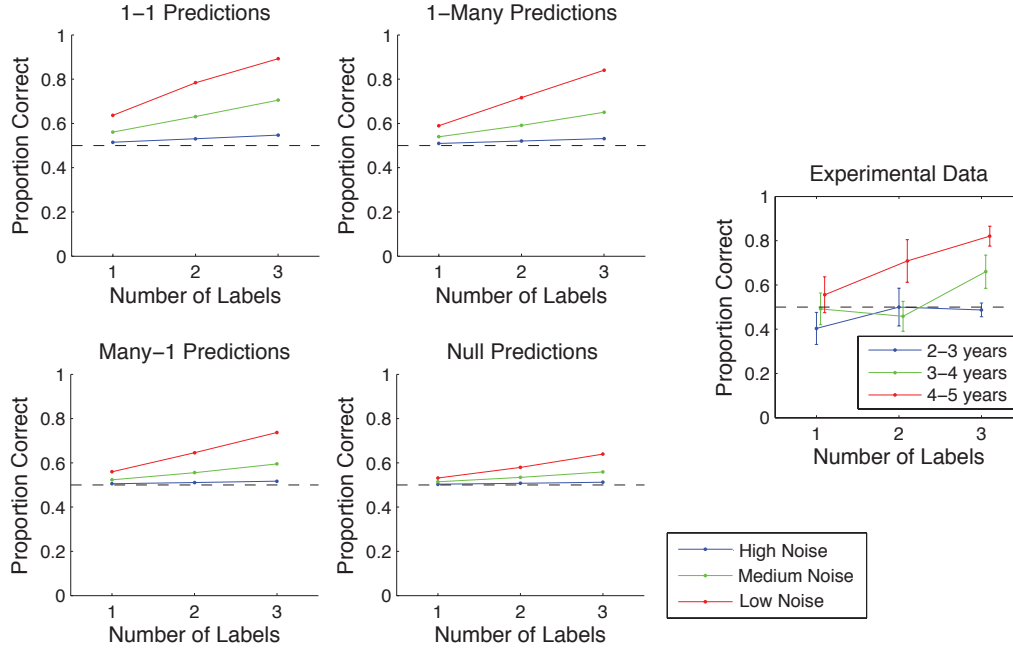 1−1 Predictions
1
0.8
0.6
0.4
0.2
0
Proportion Correct
1 2 3
Number of Labels
1−Many Predictions
1
0.8
0.6
0.4
0.2
0
Proportion Correct
1 2 3
Number of Labels
Many−1 Predictions
1
0.8
0.6
0.4
0.2
0
Proportion Correct
1 2 3
Number of Labels
Null Predictions
1
0.8
0.6
0.4
0.2
0
Proportion Correct
1 2 3
Number of Labels
Experimental Data
1
0.8
0.6
0.4
0.2
0
Proportion Correct
2−3 years
3−4 years
4−5 years
1 2 3
Number of Labels
High Noise
Medium Noise
Low Noise